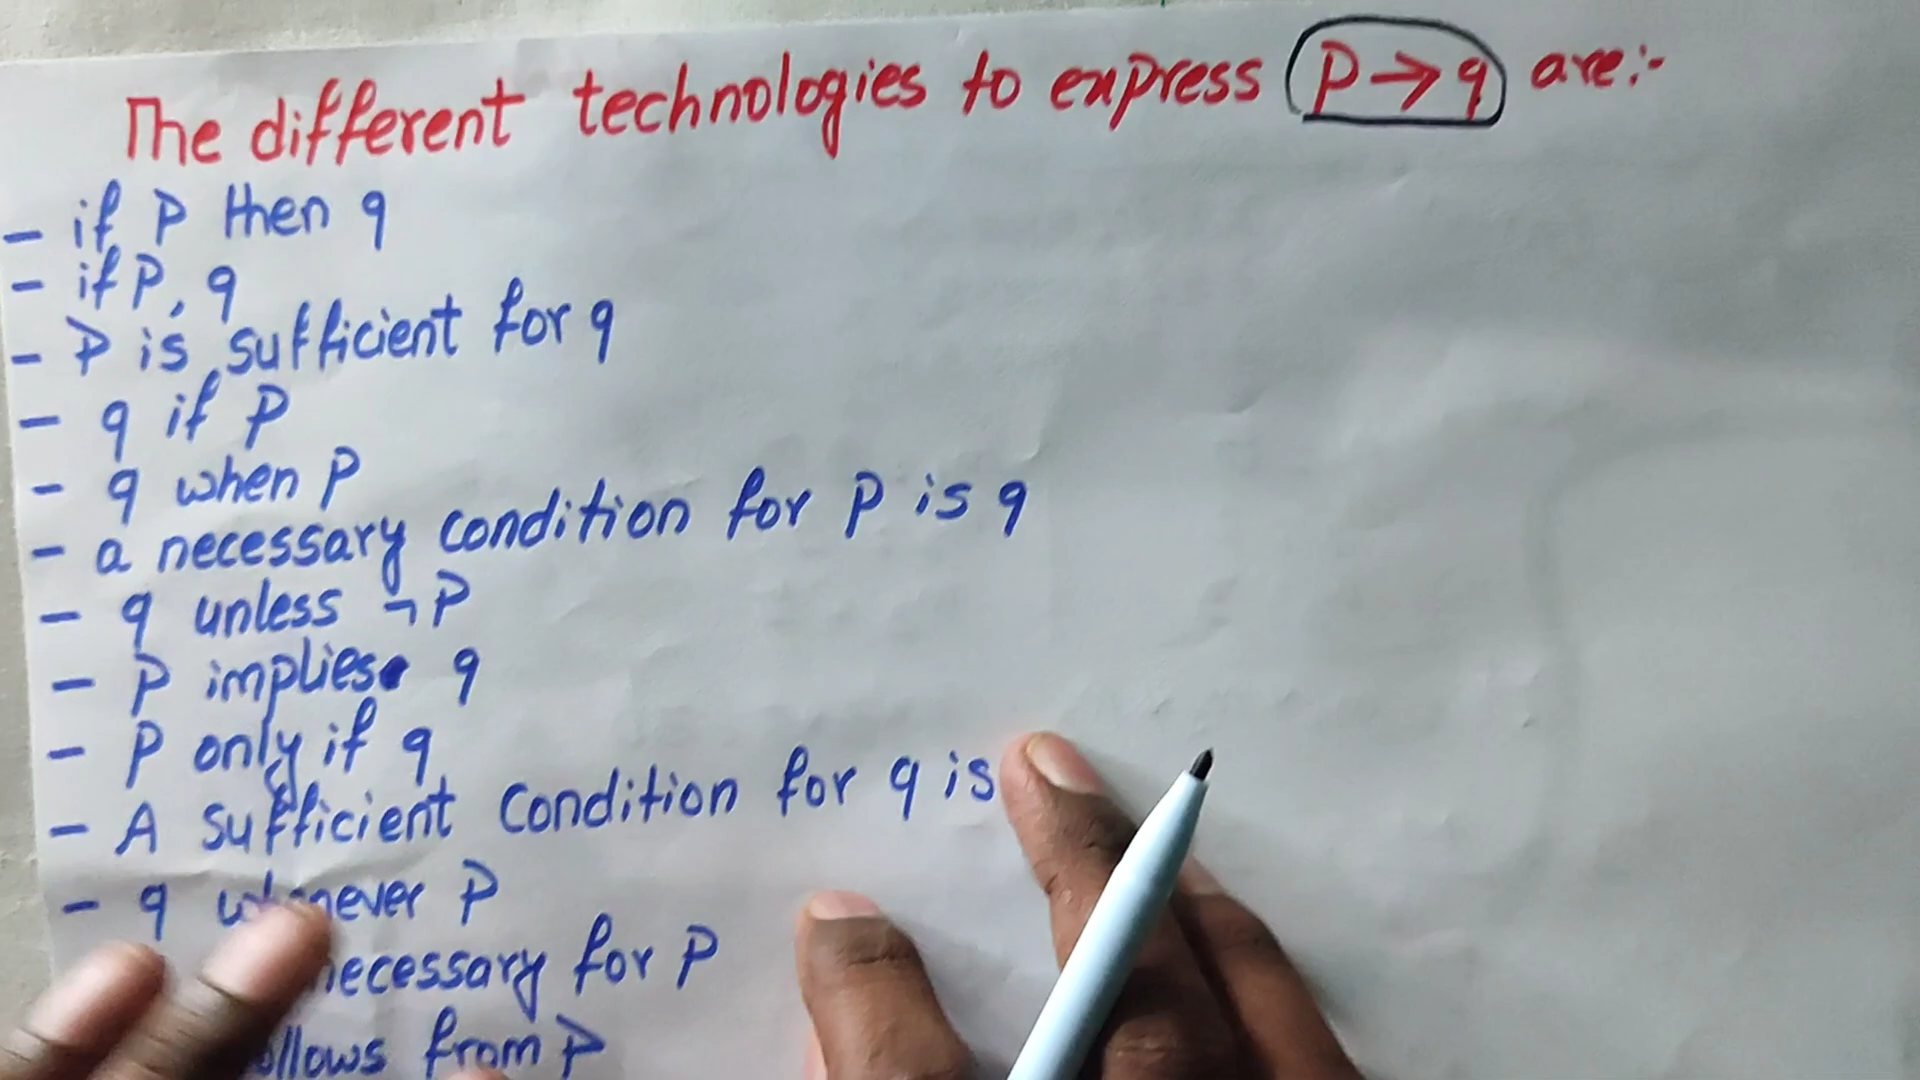 The different technologies to express P → q are:-
- if P then q
- if P, q
- P is sufficient for q
- q if P
- q when P
- a necessary condition for P is q
- q unless ¬P
- P implies q
- P only if q
- A sufficient condition for q is
- q whenever P
necessary for P
from P